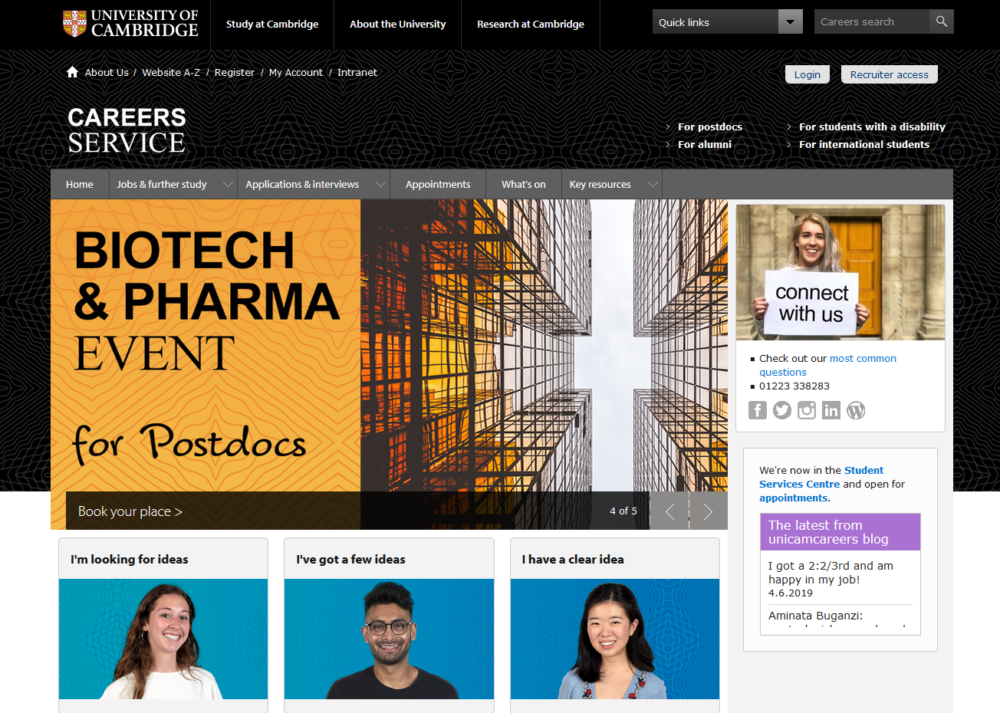 UNIVERSITY OF
CAMBRIDGE
Study at Cambridge
About the University
Research at Cambridge
Quick links
Careers search
About Us / Website A-Z / Register / My Account / Intranet
Login
Recruiter access
CAREERS
SERVICE
For postdocs
For students with a disability
For alumni
For international students
Home
Jobs & further study
Applications & interviews
Appointments
What's on
Key resources
BIOTECH
& PHARMA
EVENT
for Postdocs
Book your place >
4 of 5
connect
with us
Check out our most common
questions
01223 338283
We're now in the Student
Services Centre and open for
appointments.
The latest from
unicamcareers blog
I got a 2:2/3rd and am
happy in my job!
4.6.2019
Aminata Buganzi:
I'm looking for ideas
I've got a few ideas
I have a clear idea